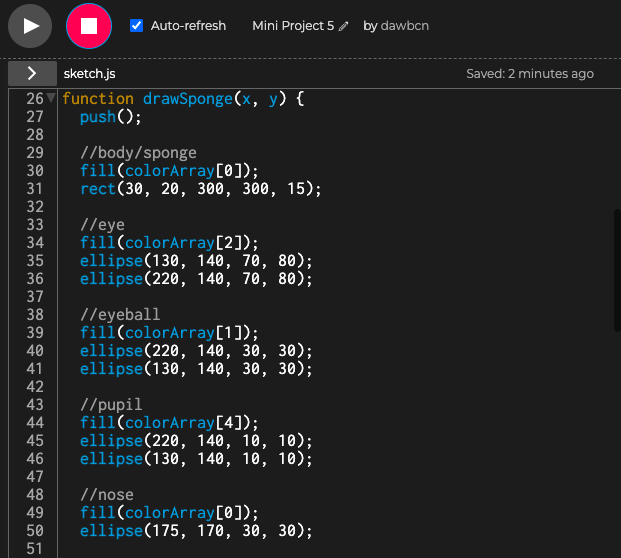 Auto-refresh Mini Project 5 by dawbcn
sketch.js Saved: 2 minutes ago
26 function drawSponge(x, y) {
27 push();
28
29 //body/sponge
30 fill(colorArray[0]);
31 rect(30, 20, 300, 300, 15);
32
33 //eye
34 fill(colorArray[2]);
35 ellipse(130, 140, 70, 80);
36 ellipse(220, 140, 70, 80);
37
38 //eyeball
39 fill(colorArray[1]);
40 ellipse(220, 140, 30, 30);
41 ellipse(130, 140, 30, 30);
42
43 //pupil
44 fill(colorArray[4]);
45 ellipse(220, 140, 10, 10);
46 ellipse(130, 140, 10, 10);
47
48 //nose
49 fill(colorArray[0]);
50 ellipse(175, 170, 30, 30);
51